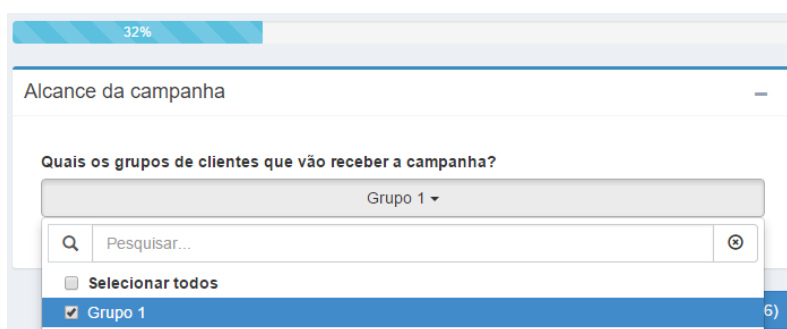 32%
Alcance da campanha
Quais os grupos de clientes que vão receber a campanha?
Grupo 1
Pesquisar...
Selecionar todos
Grupo 1
6)